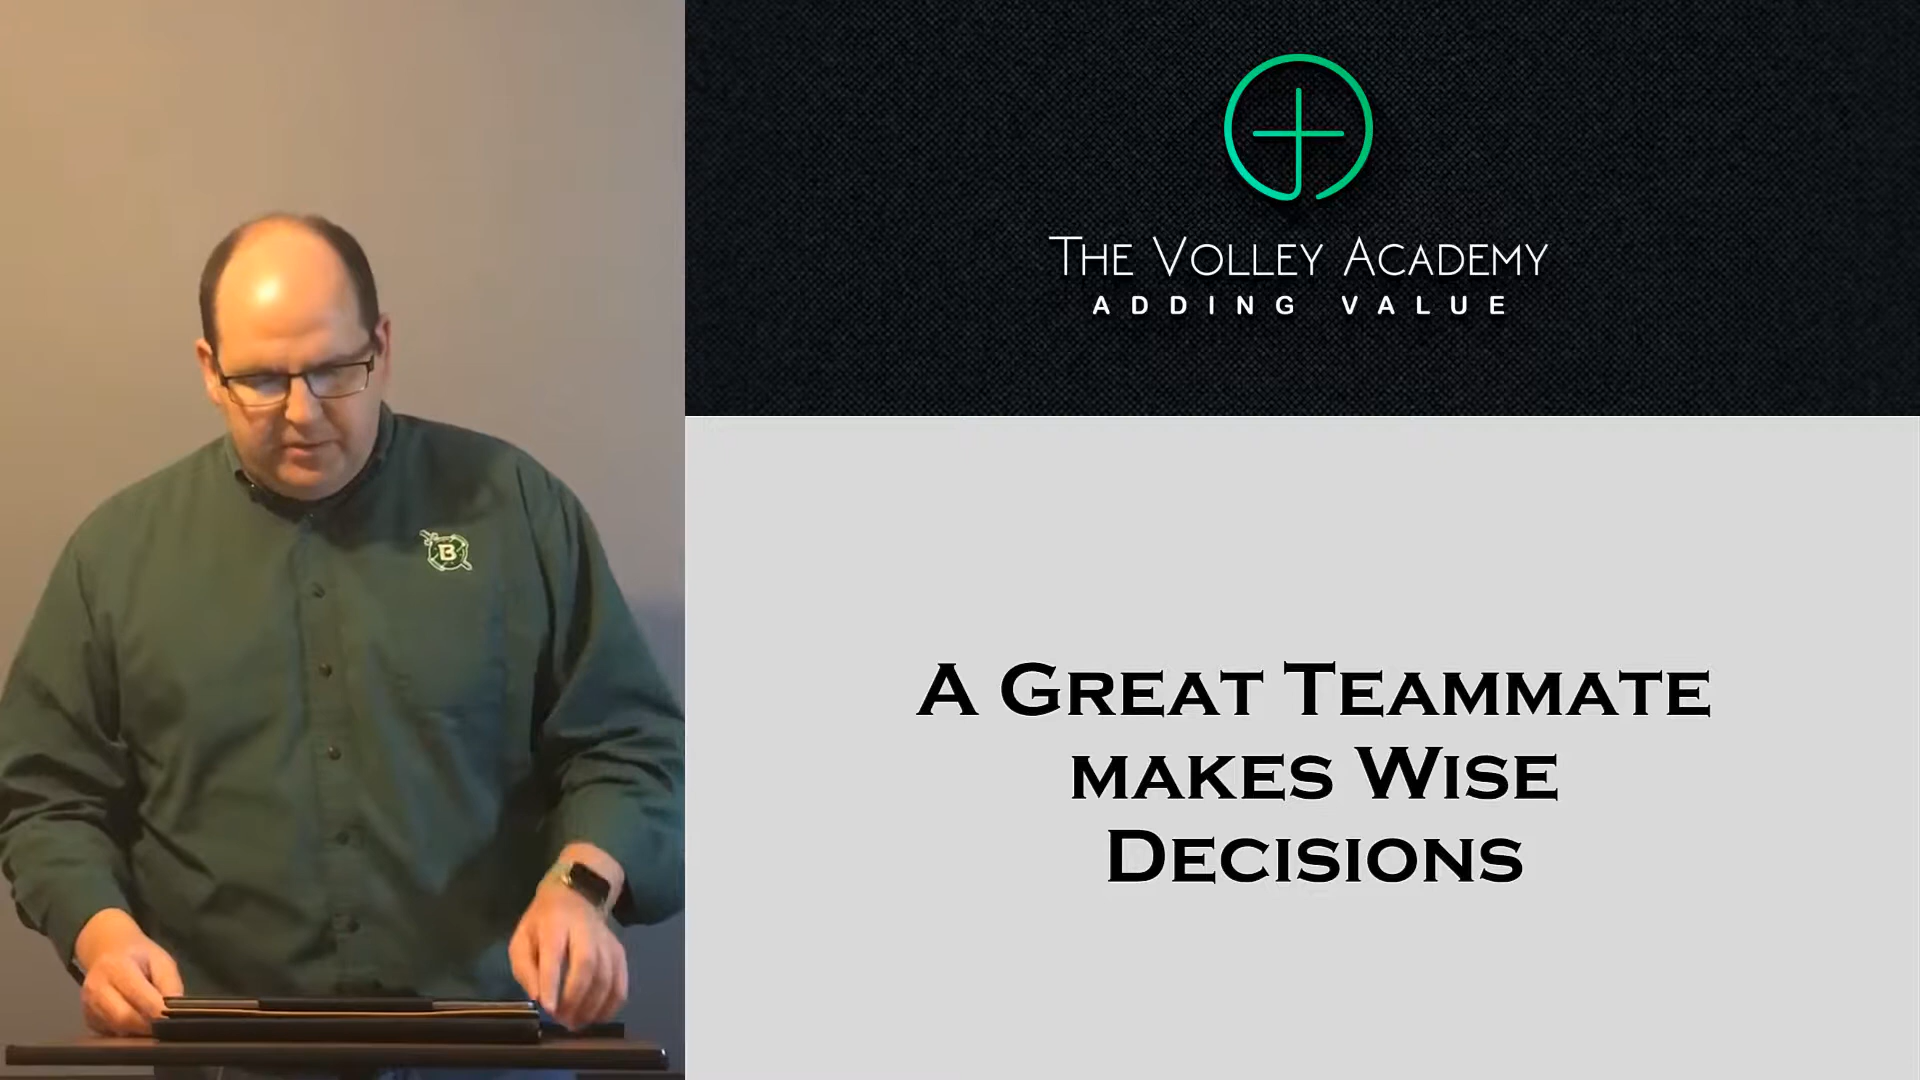 THE VOLLEY ACADEMY
ADDING VALUE
A GREAT TEAMMATE
MAKES WISE
DECISIONS
B